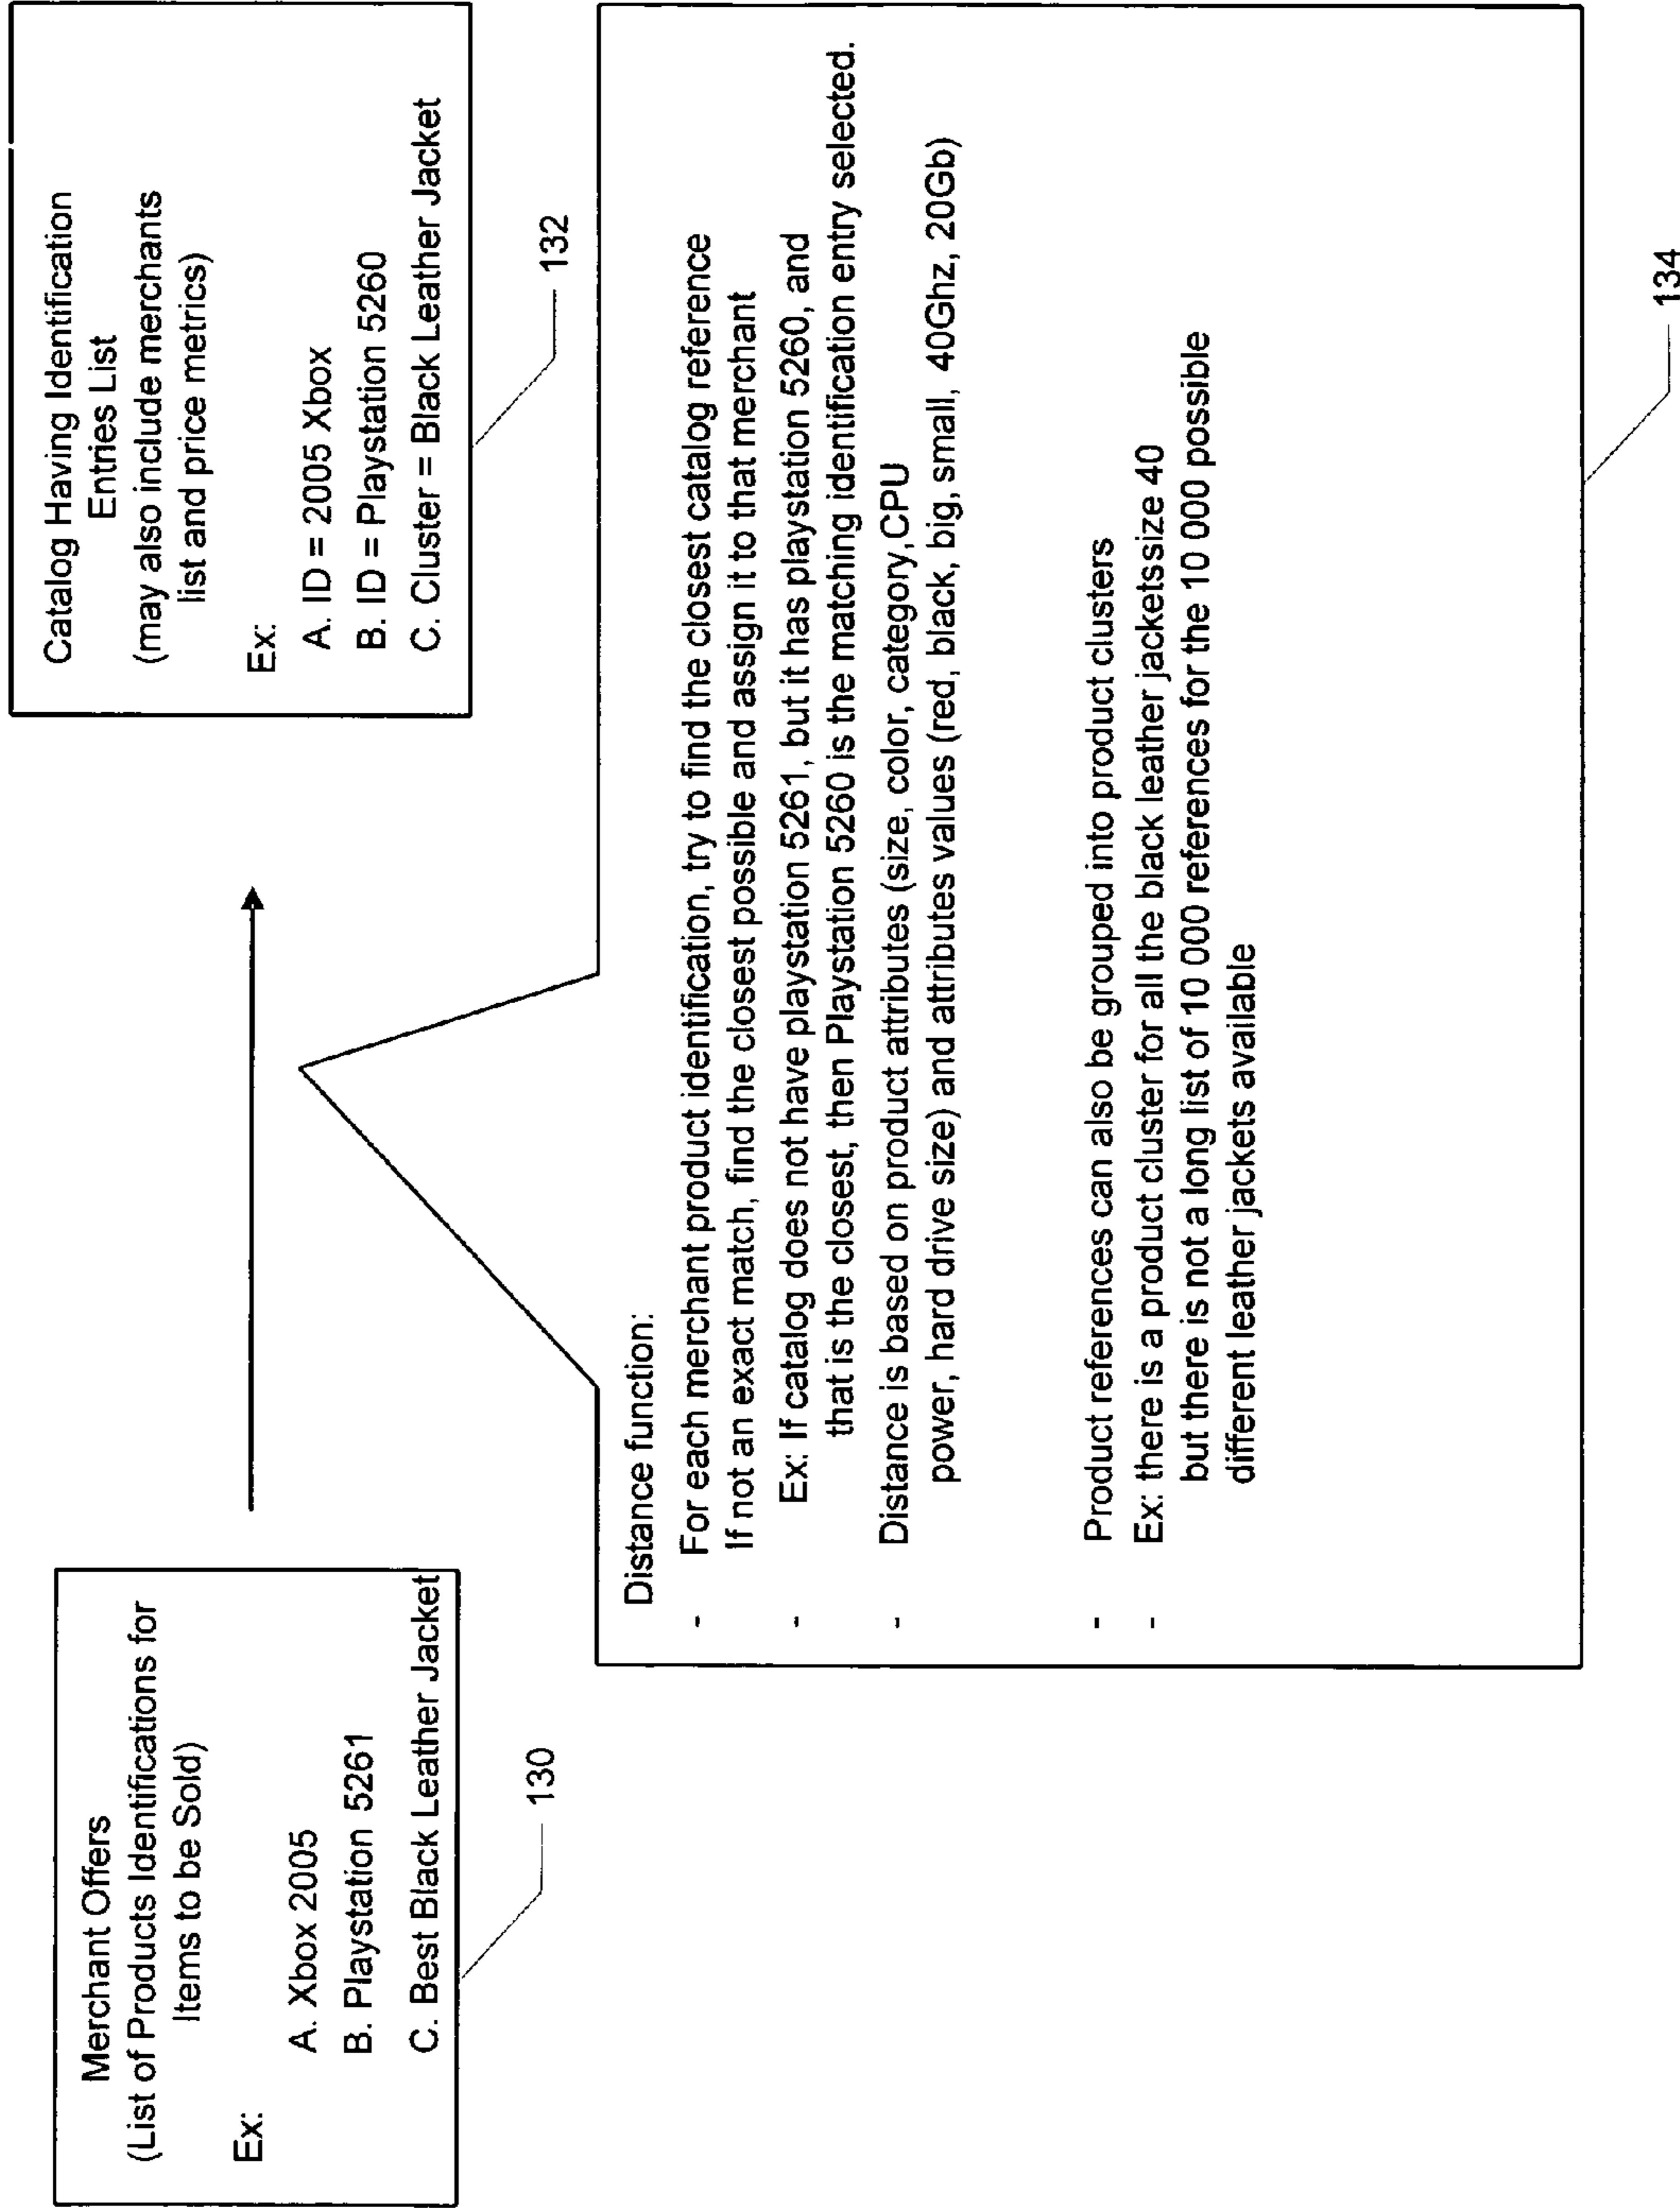 Merchant Offers
(List of Products Identifications for
Items to be Sold)
Ex:
A. Xbox 2005
B. Playstation 5261
C. Best Black Leather Jacket
130
Catalog Having Identification
Entries List
(may also include merchants
list and price metrics)
Ex:
A. ID = 2005 Xbox
B. ID = Playstation 5260
C. Cluster = Black Leather Jacket
132
Distance function:
- For each merchant product identification, try to find the closest catalog reference
If not an exact match, find the closest possible and assign it to that merchant
- Ex: If catalog does not have playstation 5261, but it has playstation 5260, and
that is the closest, then Playstation 5260 is the matching identification entry selected.
- Distance is based on product attributes (size, color, category,CPU
power, hard drive size) and attributes values (red, black, big, small, 40Ghz, 20Gb)
- Product references can also be grouped into product clusters
- Ex: there is a product cluster for all the black leather jackets size 40
but there is not a long list of 10 000 references for the 10 000 possible
different leather jackets available
134